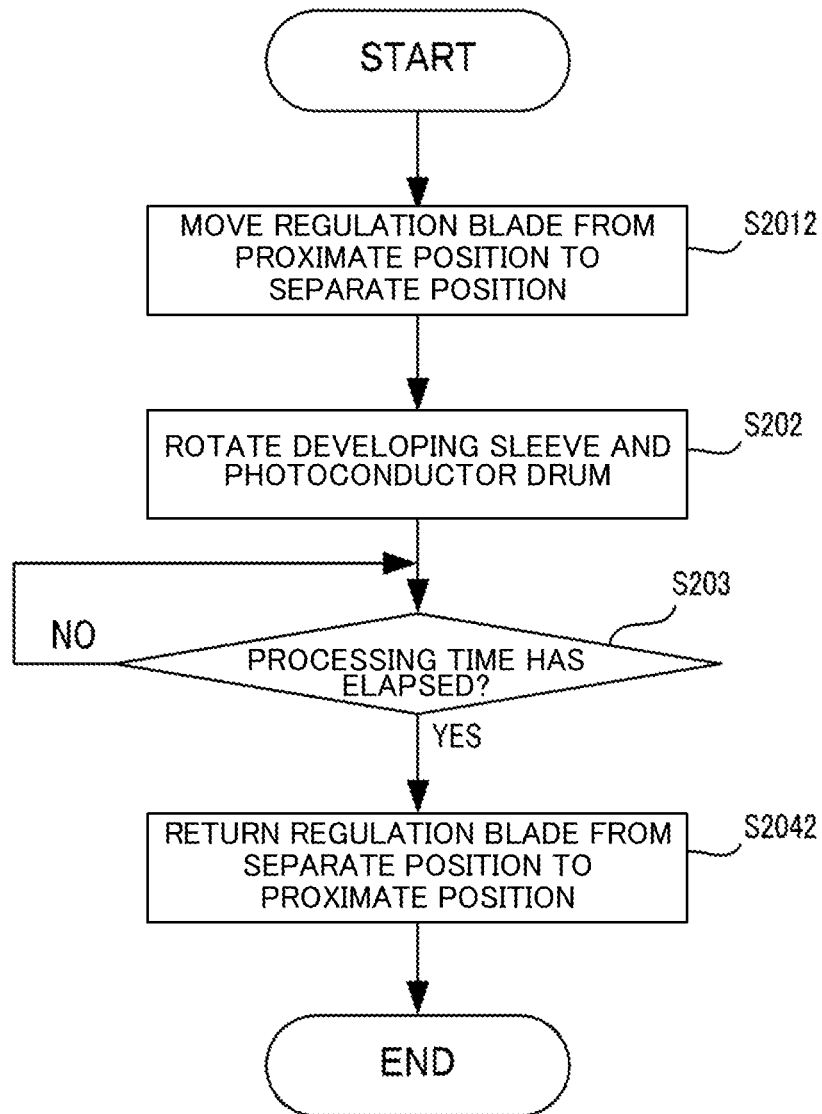 START
MOVE REGULATION BLADE FROM
PROXIMATE POSITION TO
SEPARATE POSITION
S2012
ROTATE DEVELOPING SLEEVE AND
PHOTOCONDUCTOR DRUM
S202
S203
NO
PROCESSING TIME HAS
ELAPSED?
YES
RETURN REGULATION BLADE FROM
SEPARATE POSITION TO
PROXIMATE POSITION
S2042
END